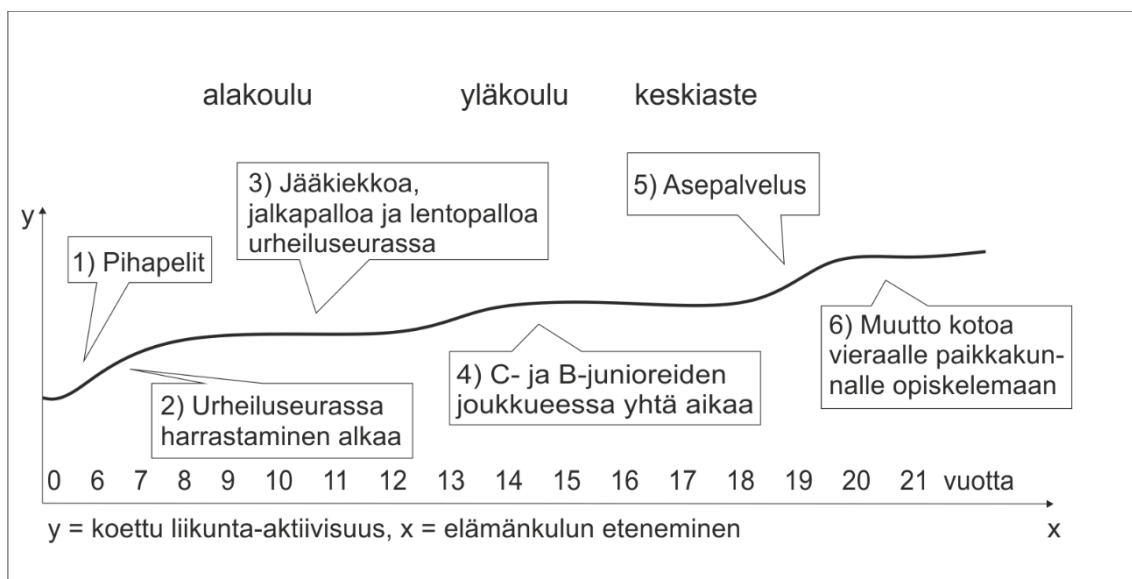 alakoulu yläkoulu keskiaste
3) Jääkiekkoa,
jalkapalloa ja lentopalloa
urheiluseurassa
5) Asepalvelus
y
1) Pihapelit
6) Muutto kotoa
vieraalle paikkakun-
nalle opiskelemaan
4) C- ja B-junioreiden
joukkueessa yhtä aikaa
2) Urheiluseurassa
harrastaminen alkaa
0 6 7 8 9 10 11 12 13 14 15 16 17 18 19 20 21 vuotta
y = koettu liikunta-aktiivisuus, x = elämänkulun eteneminen
x